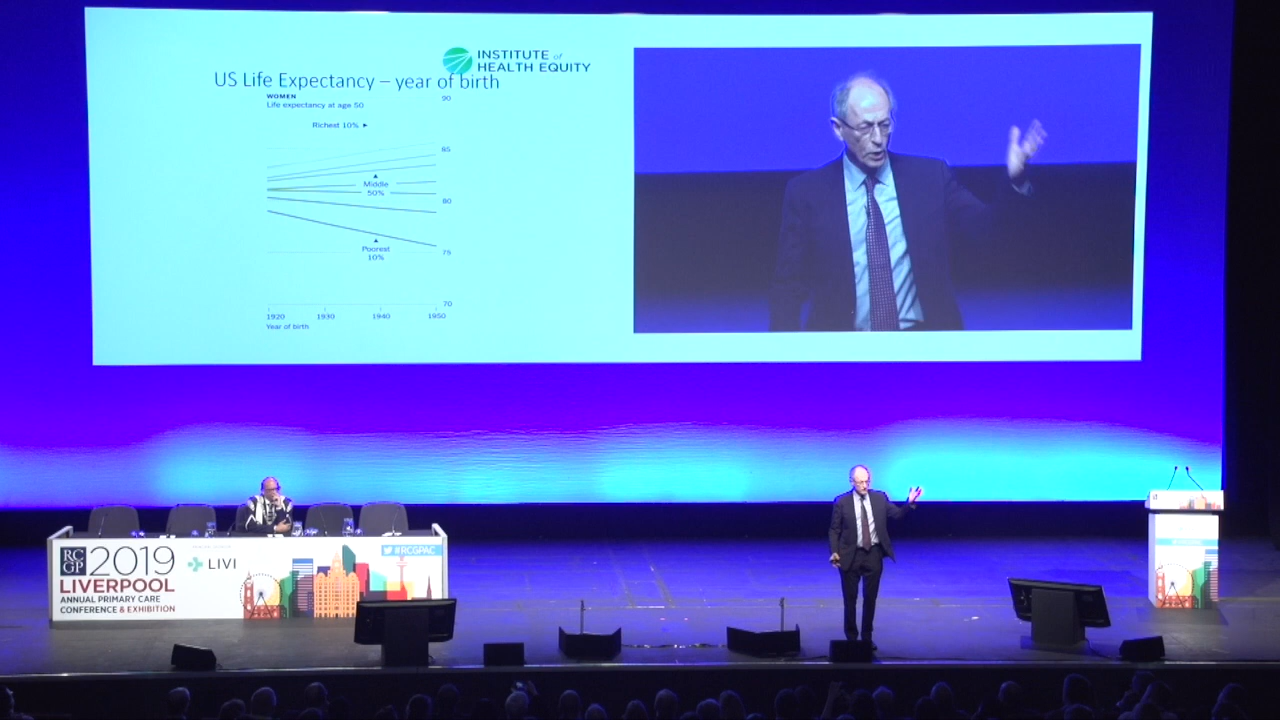 INSTITUTE of
HEALTH EQUITY
US Life Expectancy – year of birth
WOMEN
Life expectancy at age 50
90
Richest 10% ►
85
▲
Middle
50%
80
▲
Poorest
10%
75
70
1920 1930 1940 1950
Year of birth
RC
GP
2019
LIVERPOOL
ANNUAL PRIMARY CARE
CONFERENCE & EXHIBITION
LIVI
#RCGPAC